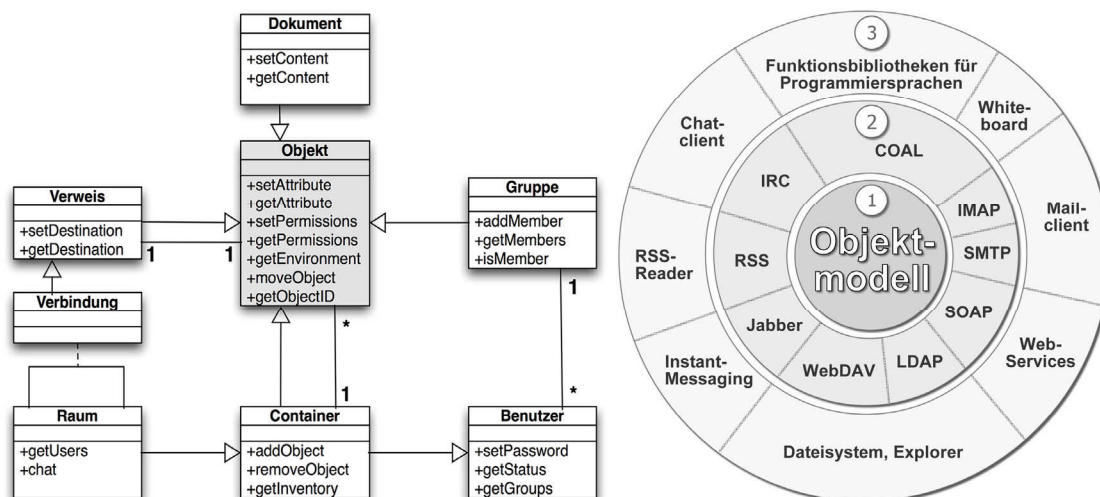 Dokument
+setContent
+getContent
Objekt
+setAttribute
+getAttribute
+setPermissions
+getPermissions
+getEnvironment
+moveObject
+getObjectID
Verweis
+setDestination
+getDestination
1
1
Verbindung
Gruppe
+addMember
+getMembers
+isMember
1
*
*
1
Raum
+getUsers
+chat
Container
+addObject
+removeObject
+getInventory
Benutzer
+setPassword
+getStatus
+getGroups
3
Funktionsbibliotheken für
Programmiersprachen
White-
board
Mail-
client
Web-
Services
Dateisystem, Explorer
Instant-
Messaging
RSS-
Reader
Chat-
client
2
COAL
IMAP
SMTP
SOAP
LDAP
WebDAV
Jabber
RSS
IRC
1
Objekt-
modell